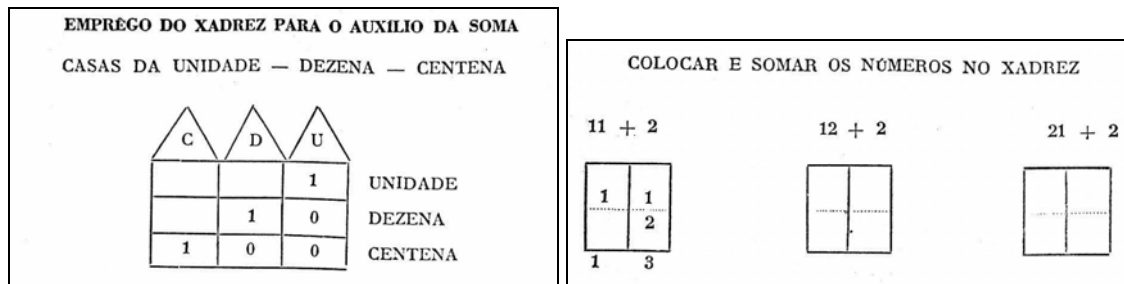 EMPRÊGO DO XADREZ PARA O AUXÍLIO DA SOMA
CASAS DA UNIDADE — DEZENA — CENTENA
C D U
1 UNIDADE
1 0 DEZENA
1 0 0 CENTENA
COLOCAR E SOMAR OS NÚMEROS NO XADREZ
11 + 2 12 + 2 21 + 2
1 1
2
1 3